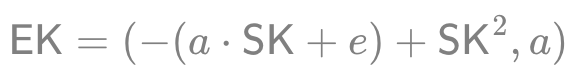 EK = (−(a · SK + e) + SK², a)